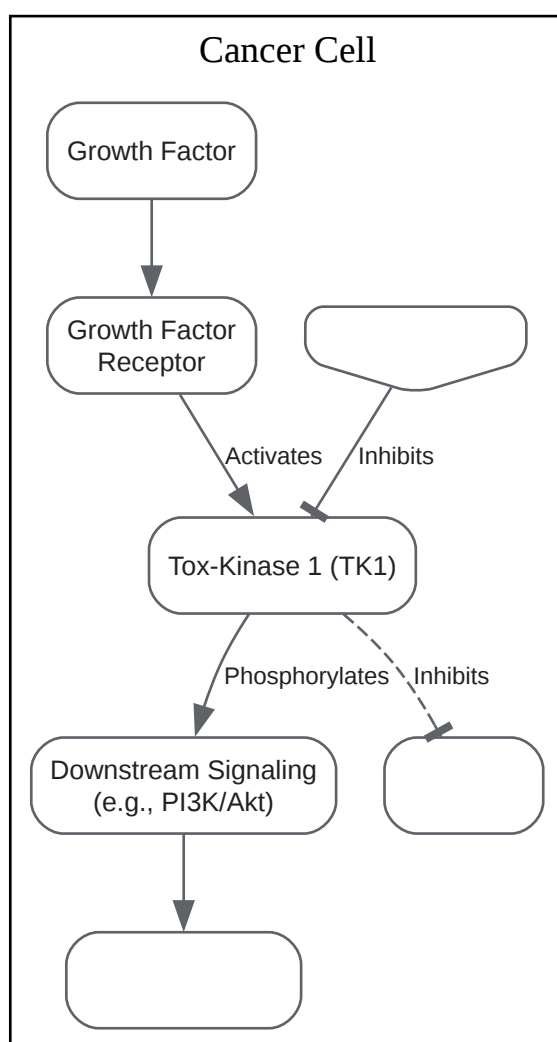 Cancer Cell
Growth Factor
Growth Factor
Receptor
Activates
Inhibits
Tox-Kinase 1 (TK1)
Phosphorylates
Inhibits
Downstream Signaling
(e.g., PI3K/Akt)